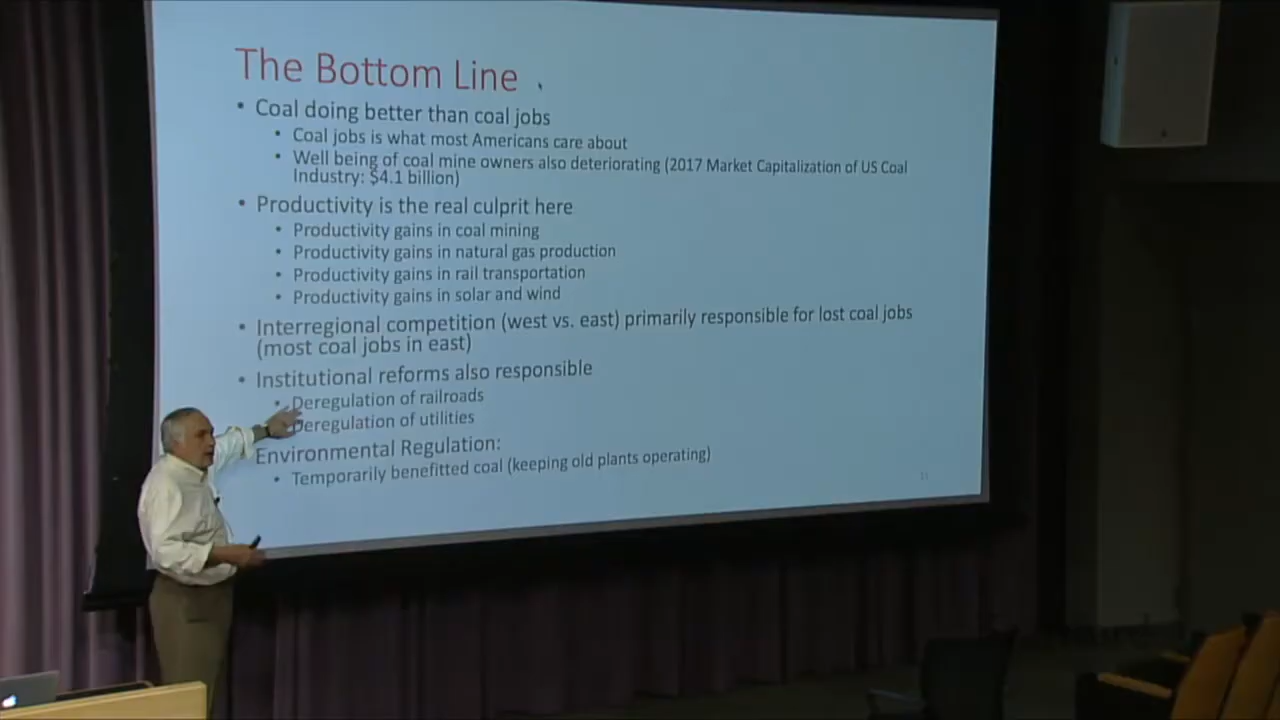 The Bottom Line
• Coal doing better than coal jobs
• Coal jobs is what most Americans care about
• Well being of coal mine owners also deteriorating (2017 Market Capitalization of US Coal
Industry: $4.1 billion)
• Productivity is the real culprit here
• Productivity gains in coal mining
• Productivity gains in natural gas production
• Productivity gains in rail transportation
• Productivity gains in solar and wind
• Interregional competition (west vs. east) primarily responsible for lost coal jobs
(most coal jobs in east)
• Institutional reforms also responsible
• Deregulation of railroads
• Deregulation of utilities
Environmental Regulation:
• Temporarily benefitted coal (keeping old plants operating)